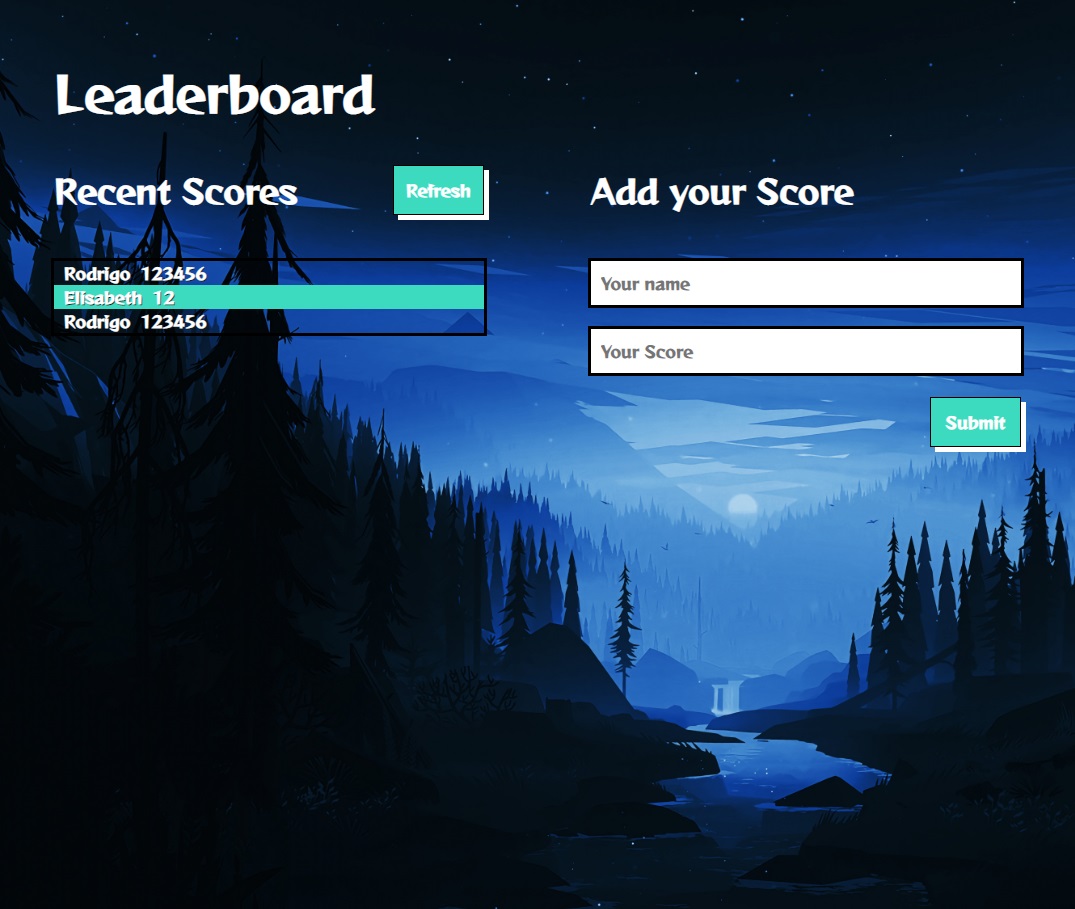 Leaderboard
Recent Scores
Refresh
Rodrigo 123456
Elisabeth 12
Rodrigo 123456
Add your Score
Your name
Your Score
Submit